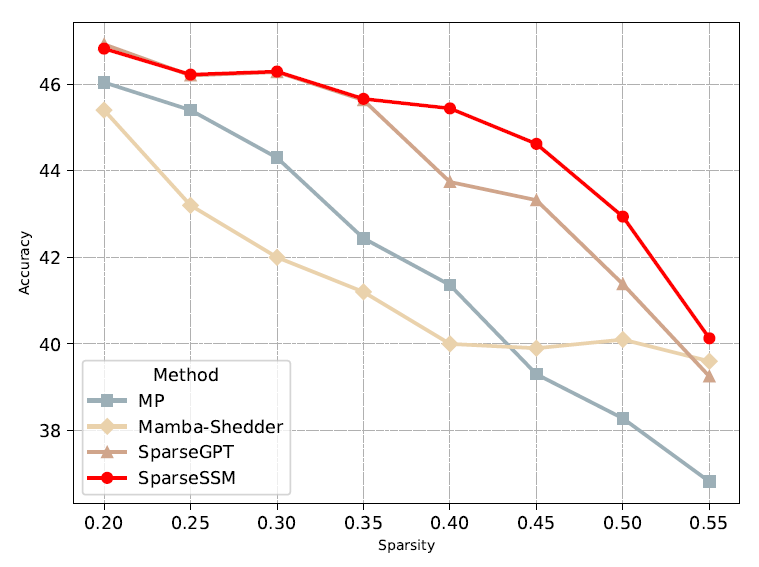 46
44
42
40
38
Accuracy
Method
MP
Mamba-Shedder
SparseGPT
SparseSSM
0.20 0.25 0.30 0.35 0.40 0.45 0.50 0.55
Sparsity